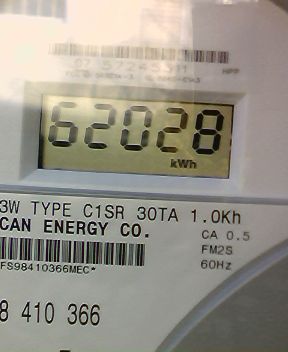 62028
kWh
3W TYPE C1SR 30TA 1.0Kh
CAN ENERGY CO.
CA 0.5
FM2S
60Hz
FS98410366MEC*
8 410 366